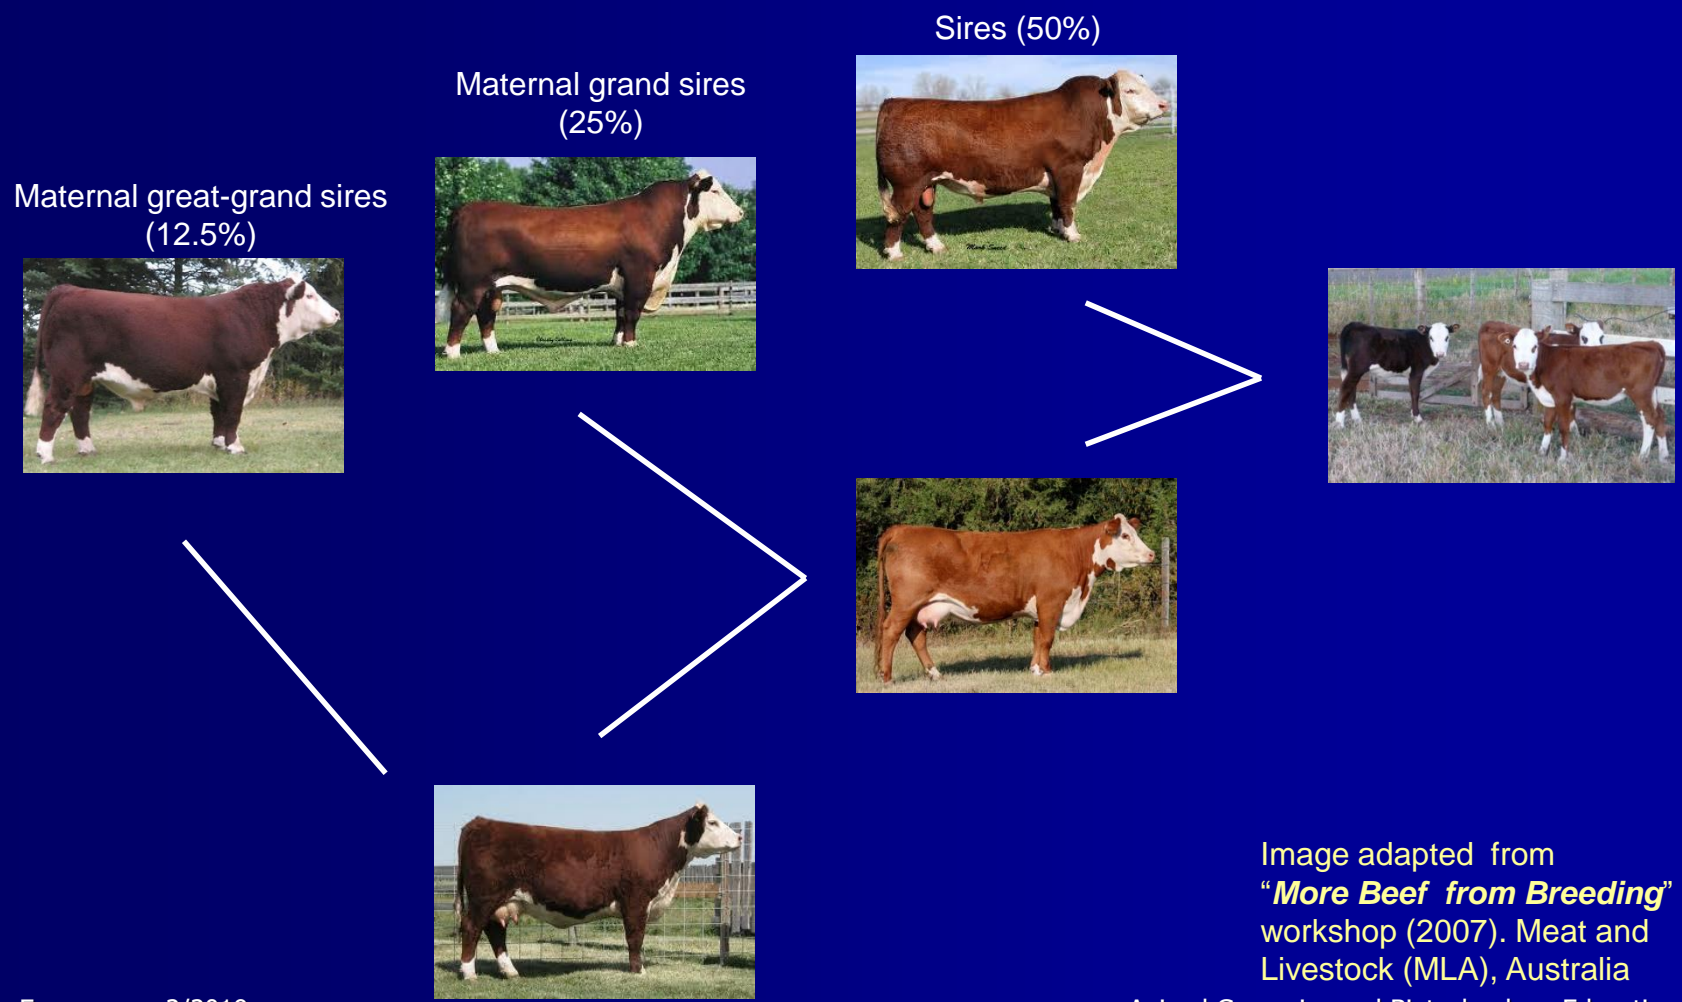 Sires (50%)
Maternal grand sires
(25%)
Maternal great-grand sires
(12.5%)
Image adapted from
“More Beef from Breeding”
workshop (2007). Meat and
Livestock (MLA), Australia